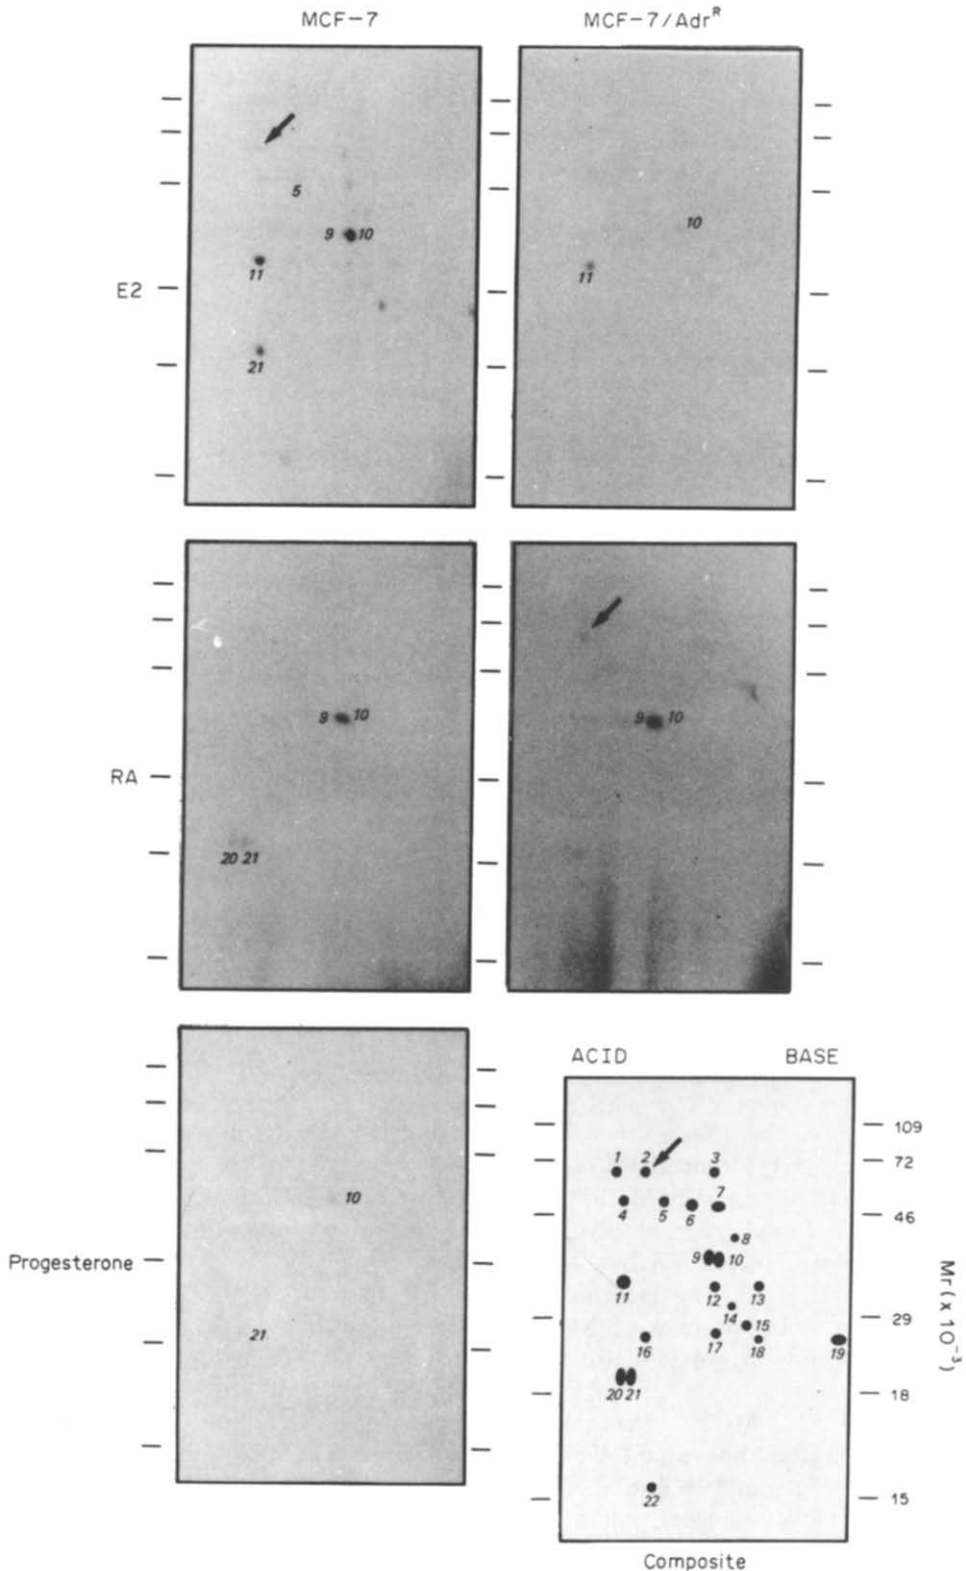 MCF-7 MCF-7/Adr^R
5
9 10 10
11 11
E2
21
9 10 9 10
RA
20 21
ACID BASE
109
1 2 3 72
10
4 5 6 7 46
8
9 10
Progesterone
11 12 13
14 29
21 15
16 17 18 19
20 21 18
22 15
Mr(x 10^-3)
Composite